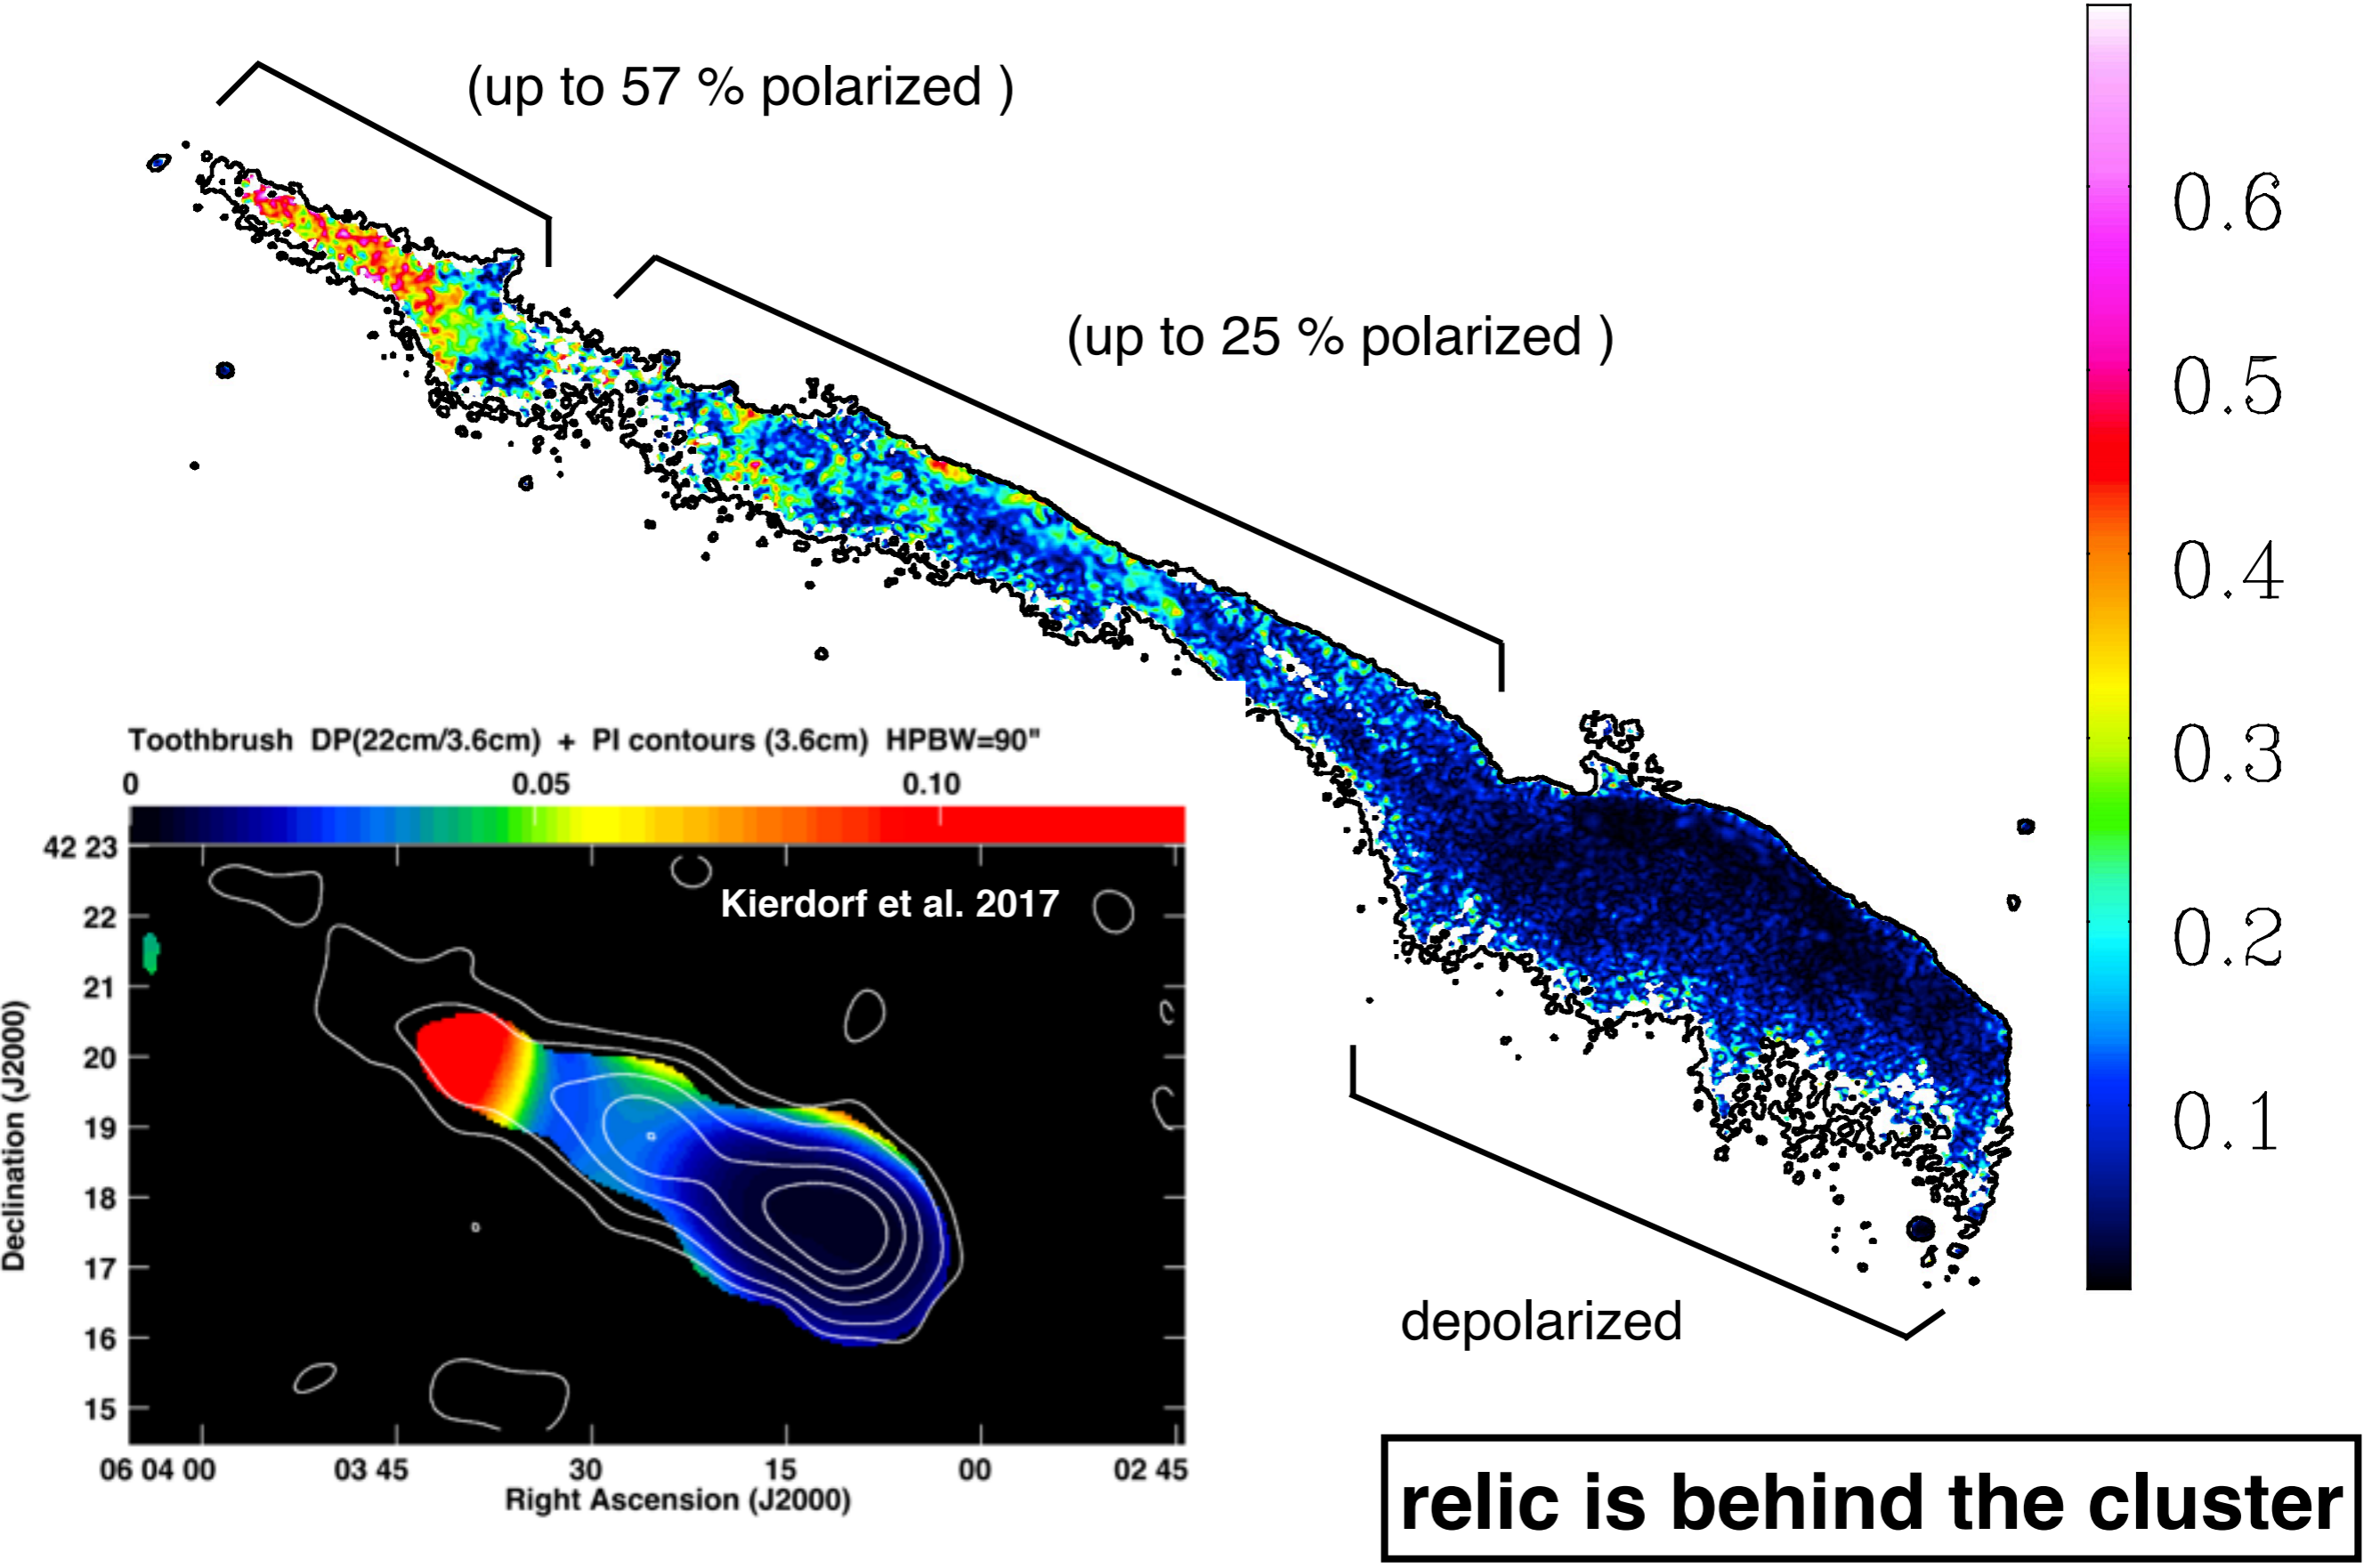 (up to 57 % polarized )
(up to 25 % polarized )
0.6
0.5
0.4
0.3
0.2
0.1
Toothbrush DP(22cm/3.6cm) + PI contours (3.6cm) HPBW=90"
0 0.05 0.10
Kierdorf et al. 2017
42 23
22
21
20
19
18
17
16
15
Declination (J2000)
06 04 00 03 45 30 15 00 02 45
Right Ascension (J2000)
depolarized
relic is behind the cluster